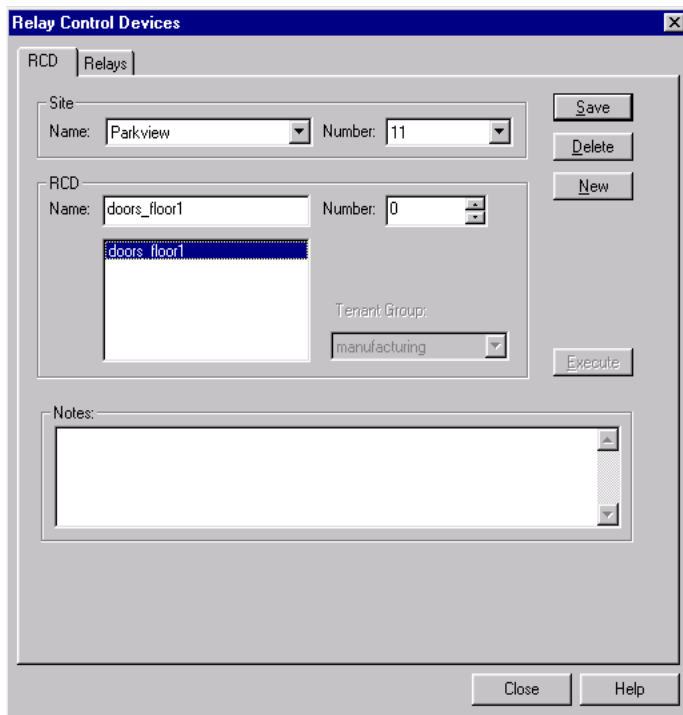 Relay Control Devices
RCD Relays
Site
Name: Parkview Number: 11
Save
Delete
New
RCD
Name: doors_floor1 Number: 0
doors_floor1
Tenant Group:
manufacturing
Execute
Notes:
Close Help